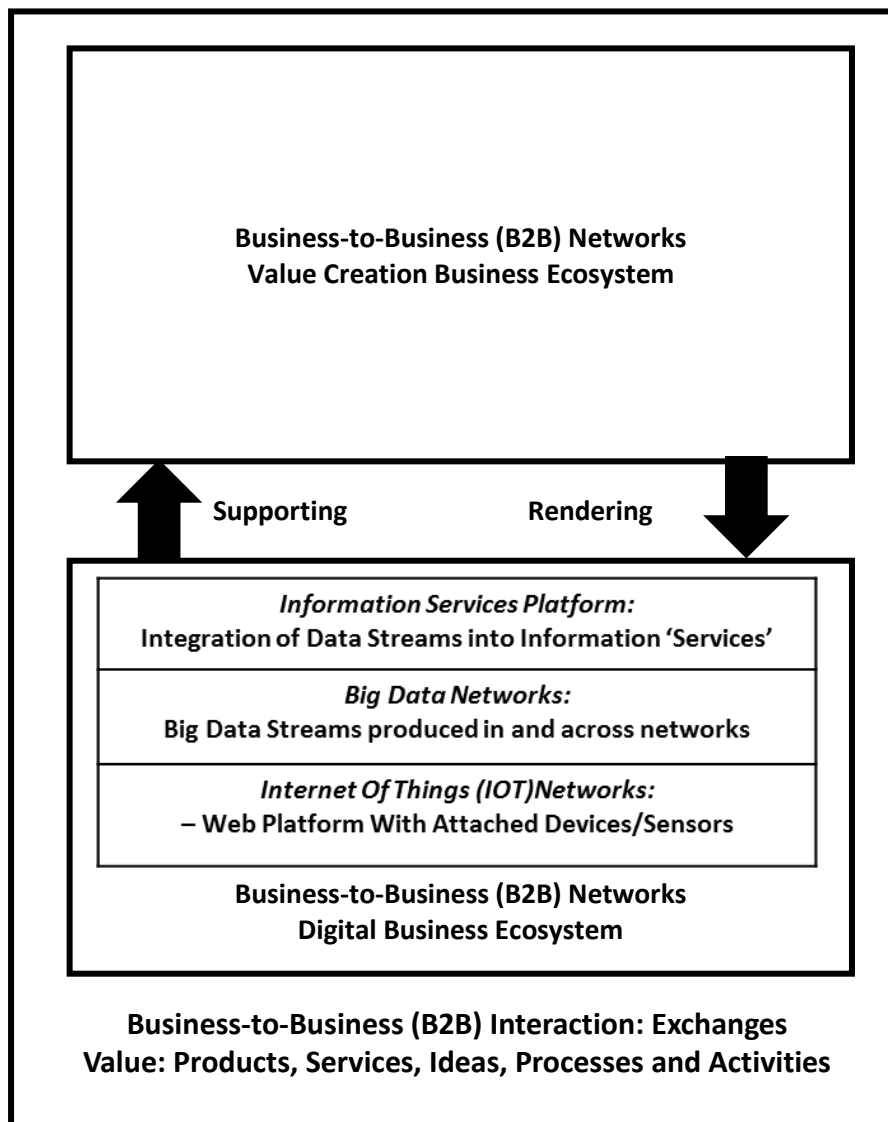 Business-to-Business (B2B) Networks
Value Creation Business Ecosystem
Supporting
Rendering
Information Services Platform:
Integration of Data Streams into Information ‘Services’
Big Data Networks:
Big Data Streams produced in and across networks
Internet Of Things (IOT)Networks:
– Web Platform With Attached Devices/Sensors
Business-to-Business (B2B) Networks
Digital Business Ecosystem
Business-to-Business (B2B) Interaction: Exchanges
Value: Products, Services, Ideas, Processes and Activities